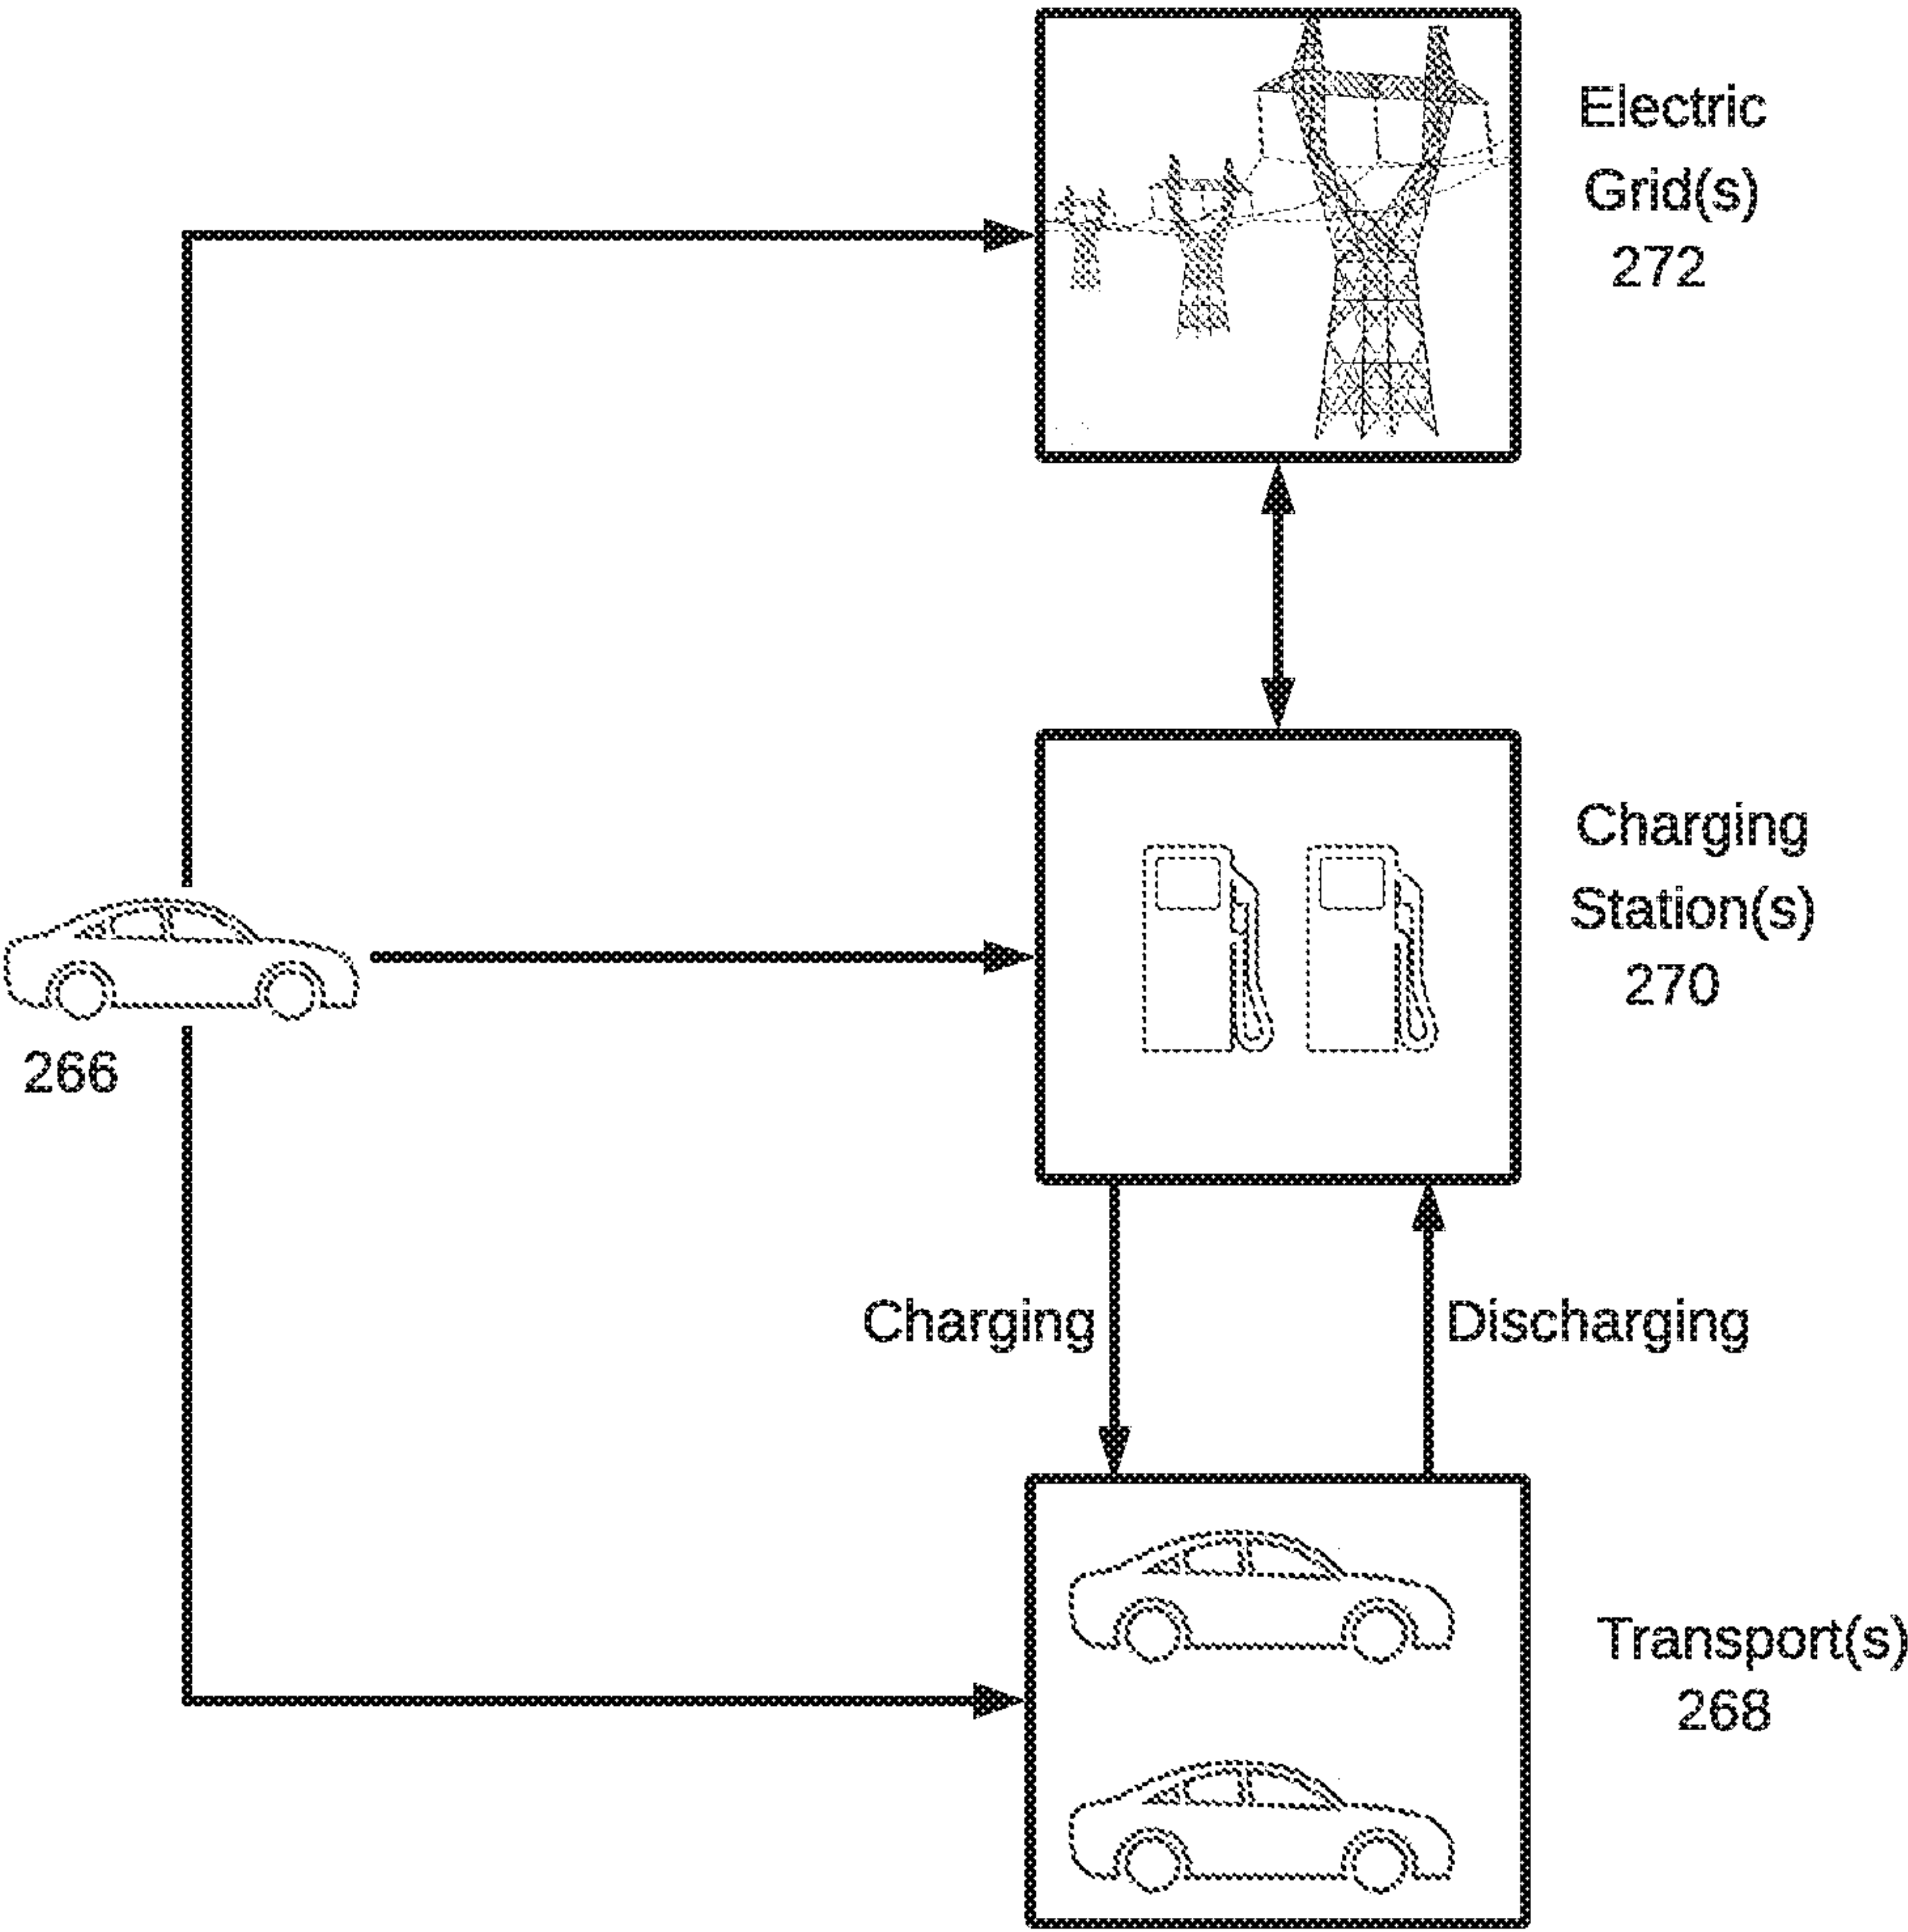 Electric
Grid(s)
272
Charging
Station(s)
270
266
Charging
Discharging
Transport(s)
268